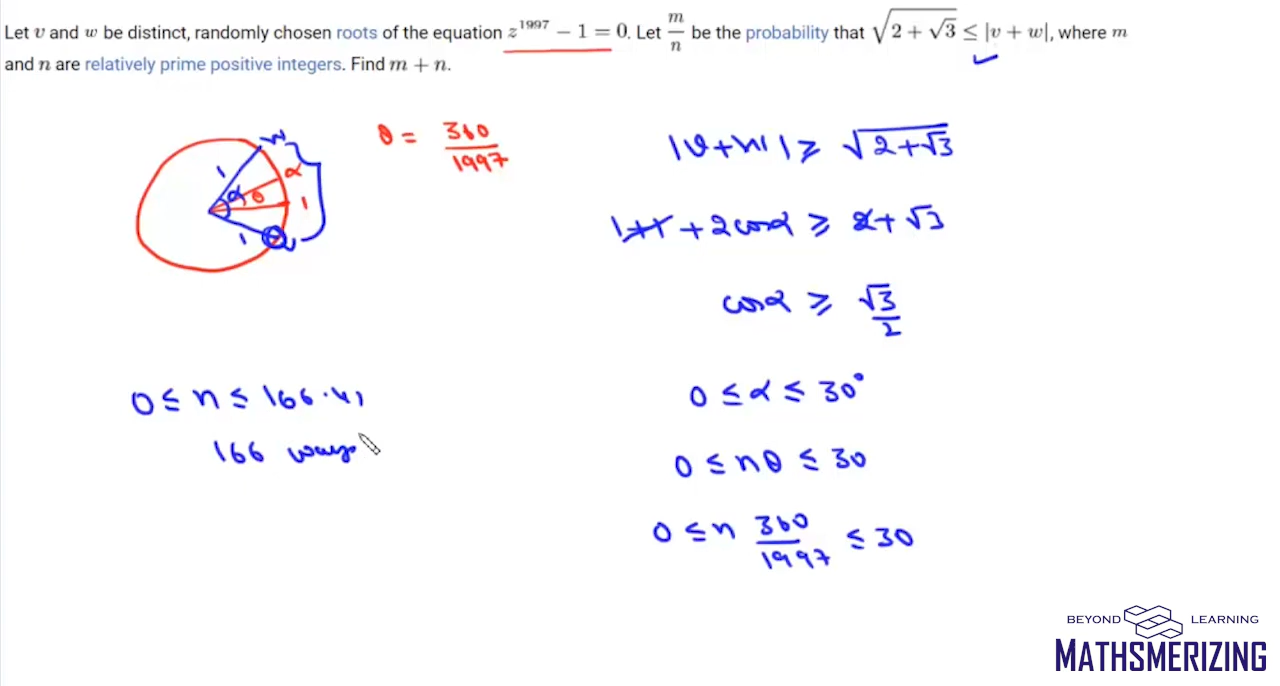 Let v and w be distinct, randomly chosen roots of the equation z^1997 − 1 = 0. Let m/n be the probability that √(2 + √3) ≤ |v + w|, where m
and n are relatively prime positive integers. Find m + n.
θ = 360/1997
w
1
α
α
θ
1
1
v
|v+w| ≥ √(2+√3)
1+1 + 2cosα ≥ 2 + √3
cosα ≥ √3/2
0 ≤ α ≤ 30°
0 ≤ nθ ≤ 30
0 ≤ n 360/1997 ≤ 30
0 ≤ n ≤ 166.41
166 ways
BEYOND LEARNING
MATHSMERIZING